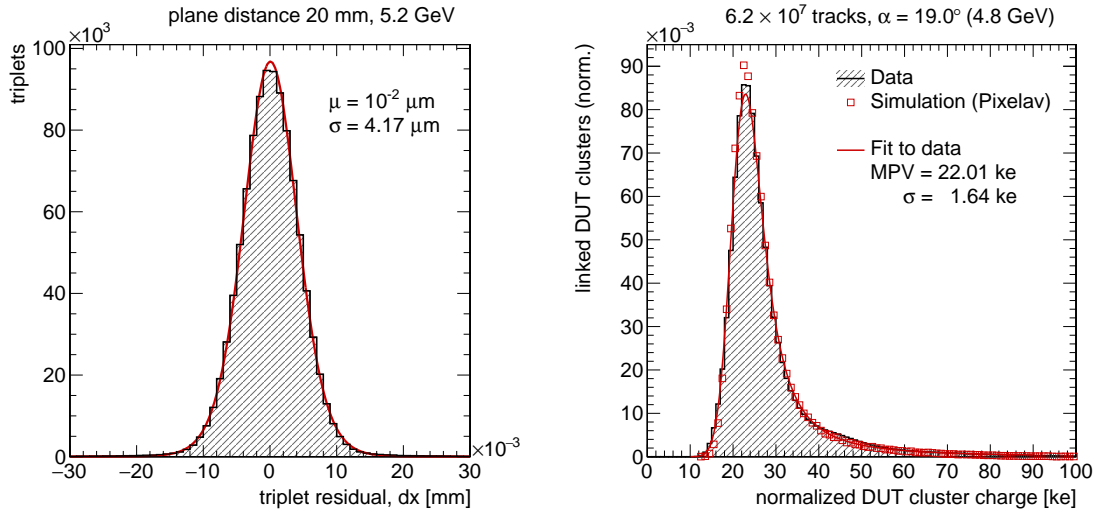 plane distance 20 mm, 5.2 GeV
×10⁻³
triplets
100
80
60
40
20
0
μ = 10⁻² μm
σ = 4.17 μm
−30 −20 −10 0 10 20 30
×10⁻³
triplet residual, dx [mm]
6.2 × 10⁷ tracks, α = 19.0° (4.8 GeV)
×10⁻³
linked DUT clusters (norm.)
90
80
70
60
50
40
30
20
10
0
Data
Simulation (Pixelav)
Fit to data
MPV = 22.01 ke
σ = 1.64 ke
0 10 20 30 40 50 60 70 80 90 100
normalized DUT cluster charge [ke]